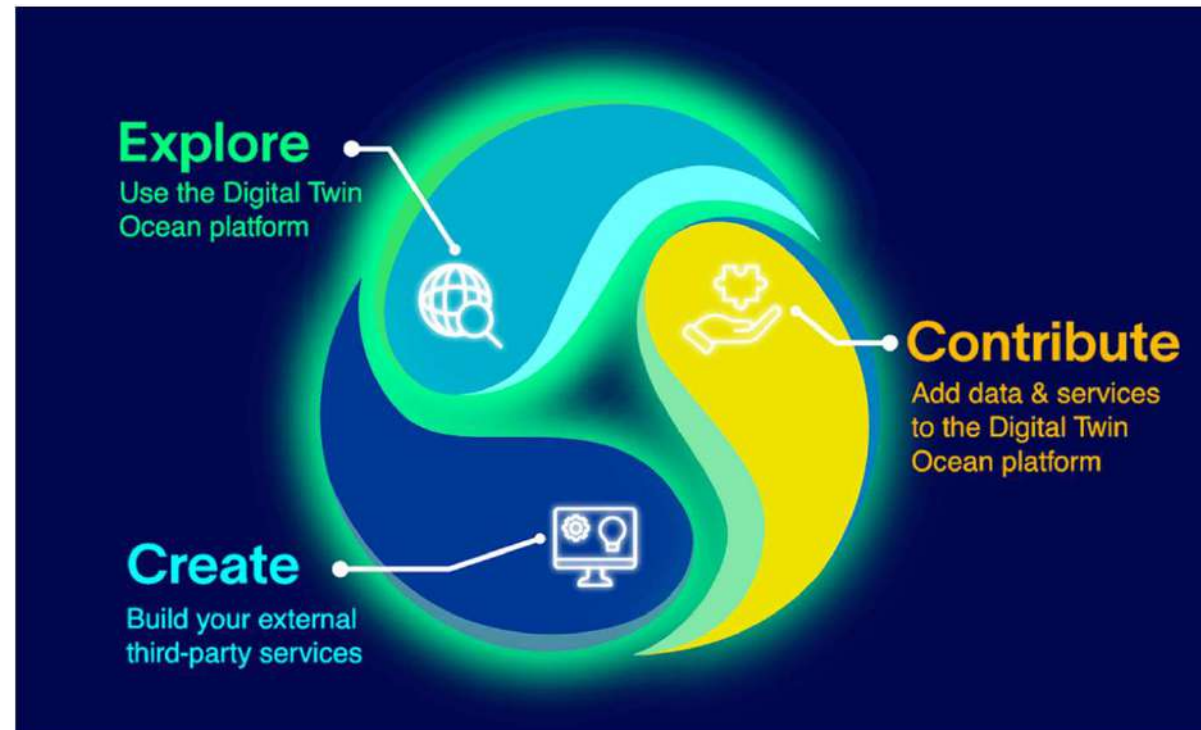 Explore
Use the Digital Twin
Ocean platform
Contribute
Add data & services
to the Digital Twin
Ocean platform
Create
Build your external
third-party services